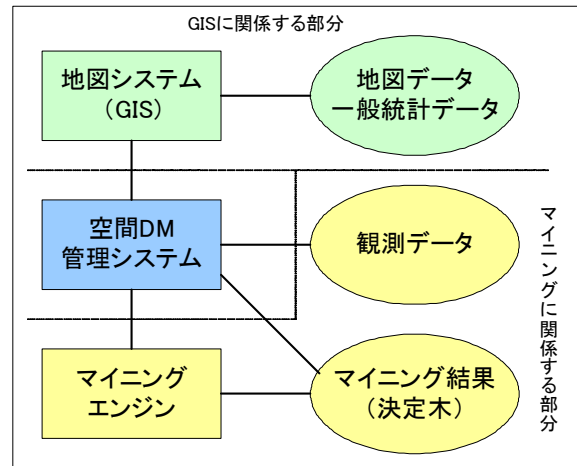 GISに関係する部分
地図システム
（GIS）
地図データ
一般統計データ
空間DM
管理システム
観測データ
マイニングに関係する部分
マイニング
エンジン
マイニング結果
（決定木）